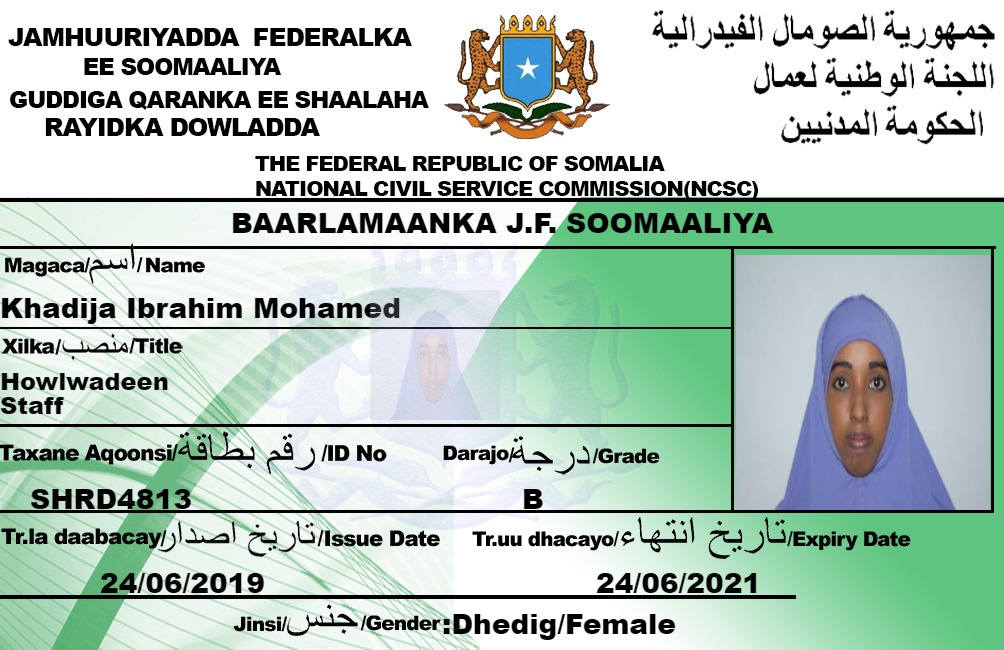 JAMHUURIYADDA FEDERALKA
EE SOOMAALIYA
GUDDIGA QARANKA EE SHAALAHA
RAYIDKA DOWLADDA
جمهورية الصومال الفيدرالية
اللجنة الوطنية لعمال
الحكومة المدنيين
THE FEDERAL REPUBLIC OF SOMALIA
NATIONAL CIVIL SERVICE COMMISSION(NCSC)
BAARLAMAANKA J.F. SOOMAALIYA
Magaca/اسم/Name
Khadija Ibrahim Mohamed
Xilka/منصب/Title
Howlwadeen
Staff
Taxane Aqoonsi/رقم بطاقة/ID No Darajo/درجة/Grade
SHRD4813 B
Tr.la daabacay/تاريخ اصدار/Issue Date Tr.uu dhacayo/تاريخ انتهاء/Expiry Date
24/06/2019 24/06/2021
Jinsi/جنس/Gender:Dhedig/Female